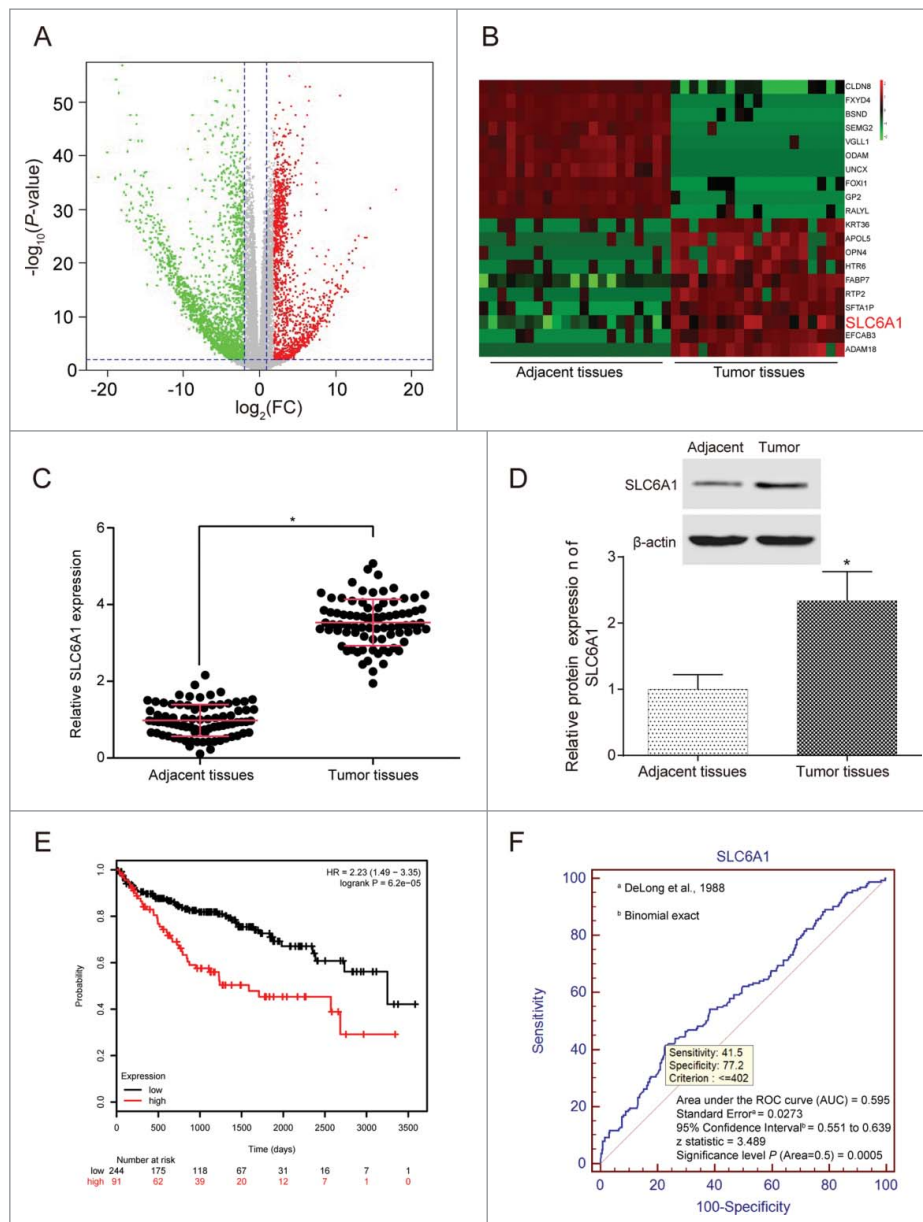 A
-log10(P-value)
50
40
30
20
10
0
-20
-10
0
10
20
log2(FC)
B
CLDN8
FXYD4
BSND
SEMG2
VGLL1
ODAM
UNCX
FOXI1
GP2
RALYL
KRT36
APOL5
OPN4
HTR6
FABP7
RTP2
SFTA1P
SLC6A1
EFCAB3
ADAM18
Adjacent tissues
Tumor tissues
C
Relative SLC6A1 expression
6
4
2
0
*
Adjacent tissues
Tumor tissues
D
Adjacent Tumor
SLC6A1
β-actin
Relative protein expressio n of
SLC6A1
3
2
1
0
*
Adjacent tissues
Tumor tissues
E
HR = 2.23 (1.49 − 3.35)
logrank P = 6.2e−05
Probability
1.0
0.8
0.6
0.4
0.2
0.0
Expression
low
high
0 500 1000 1500 2000 2500 3000 3500
Time (days)
Number at risk
low 244 175 118 67 31 16 7 1
high 91 62 39 20 12 7 1 0
F
SLC6A1
a DeLong et al., 1988
b Binomial exact
Sensitivity
100
80
60
40
20
0
Sensitivity: 41.5
Specificity: 77.2
Criterion : <=402
Area under the ROC curve (AUC) = 0.595
Standard Errora = 0.0273
95% Confidence Intervalb = 0.551 to 0.639
z statistic = 3.489
Significance level P (Area=0.5) = 0.0005
0 20 40 60 80 100
100-Specificity